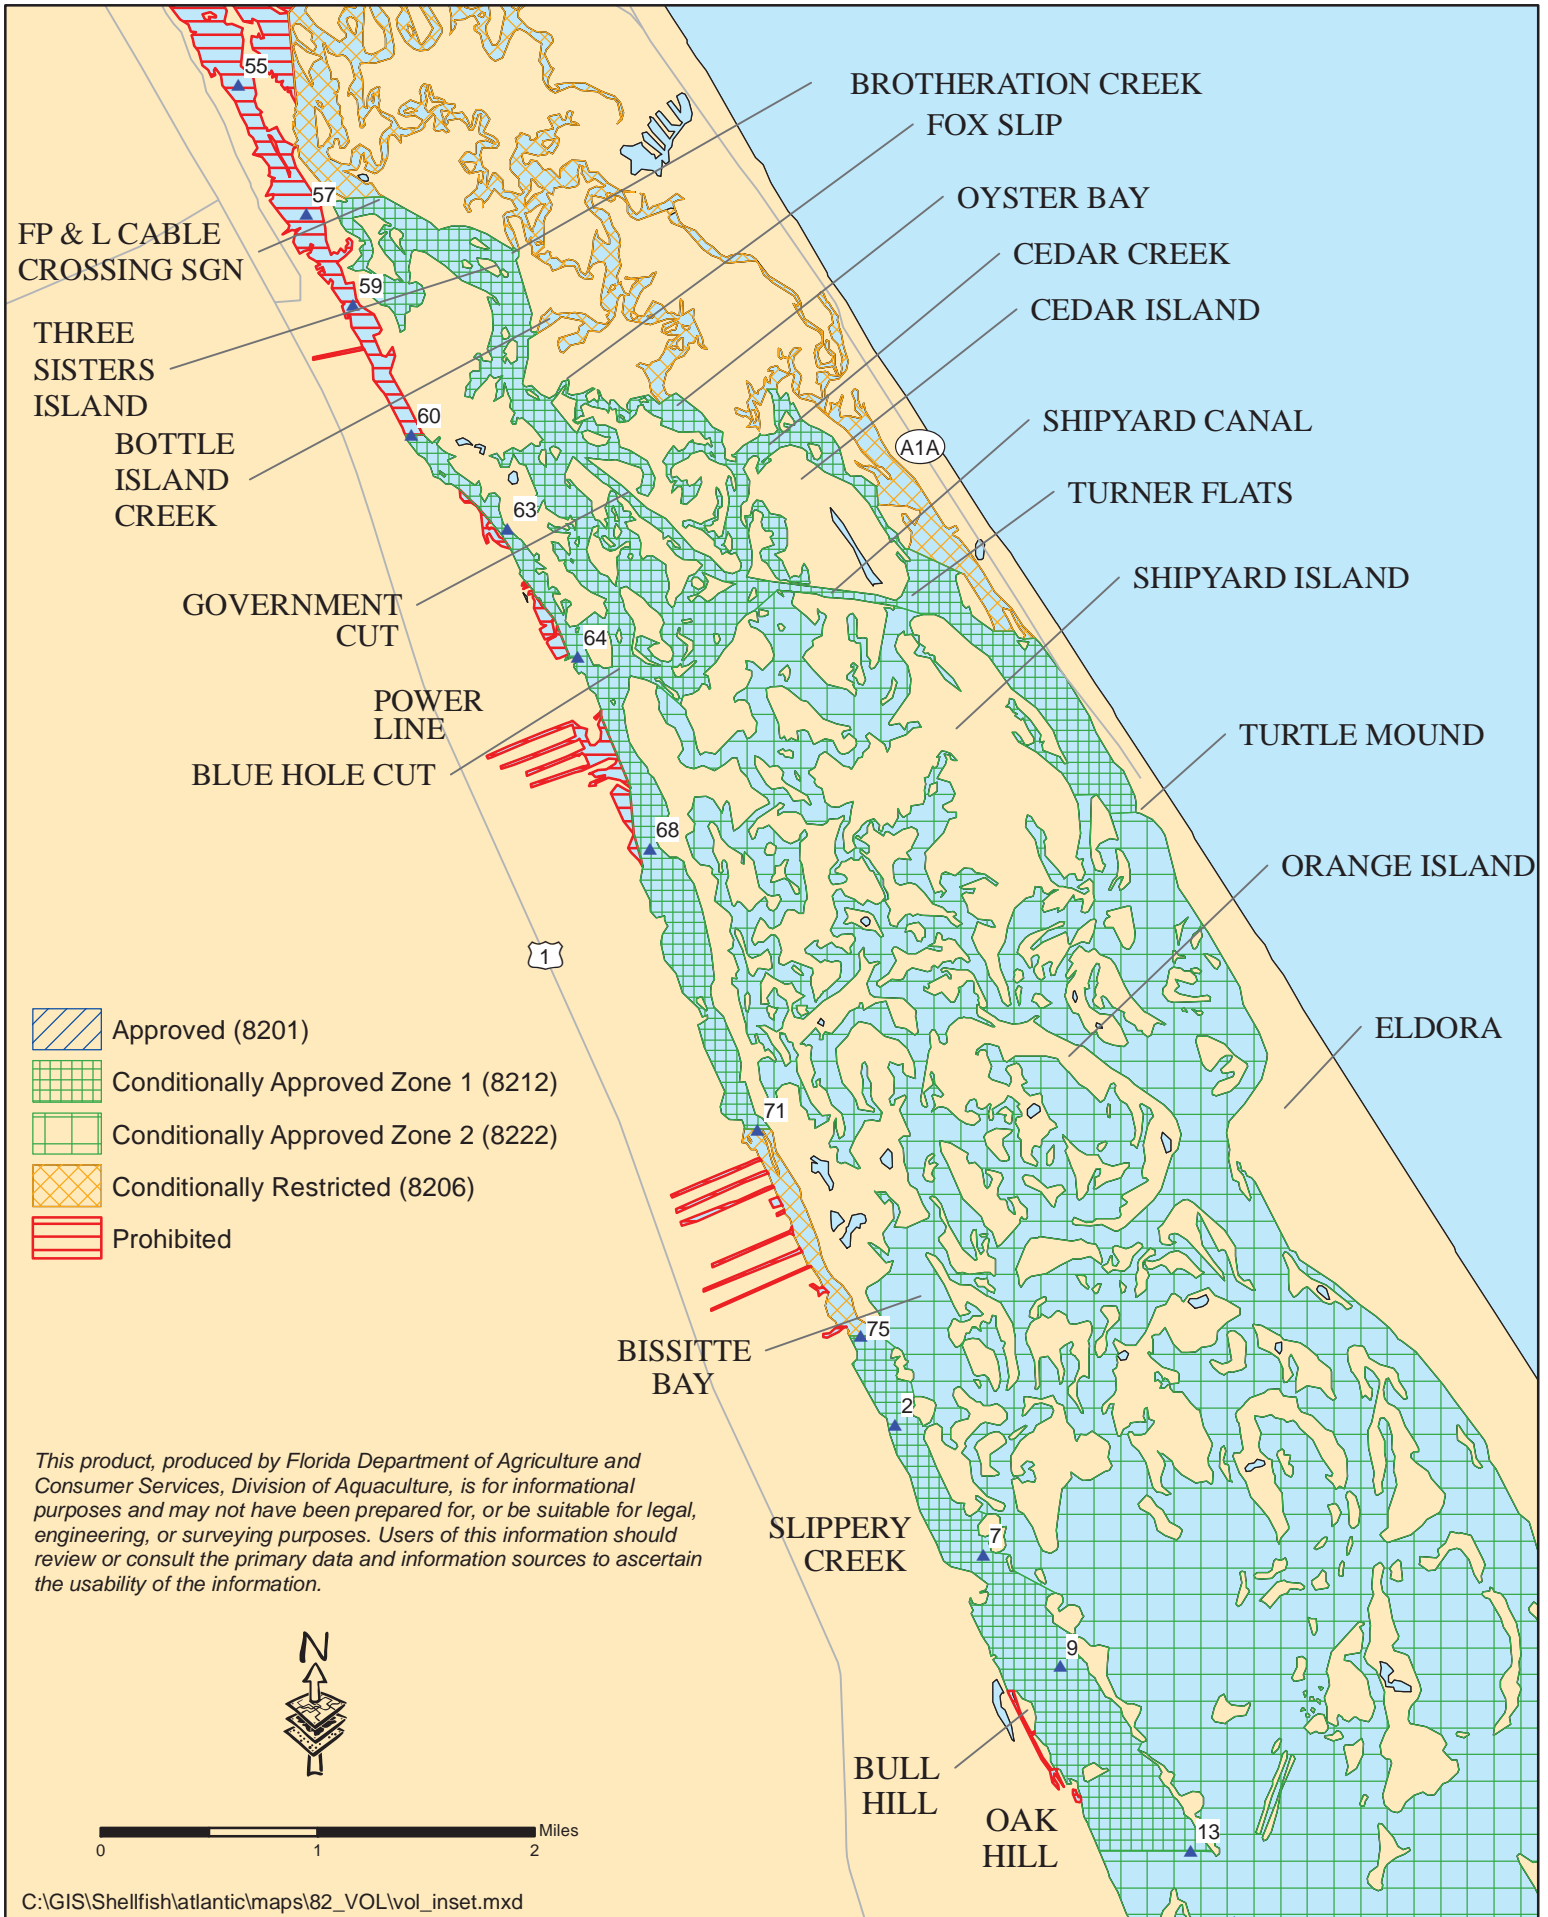 55
BROTHERATION CREEK
FOX SLIP
57
OYSTER BAY
FP & L CABLE
CROSSING SGN
CEDAR CREEK
59
CEDAR ISLAND
THREE
SISTERS
ISLAND
60
SHIPYARD CANAL
A1A
BOTTLE
ISLAND
CREEK
TURNER FLATS
63
SHIPYARD ISLAND
GOVERNMENT
CUT
64
POWER
LINE
TURTLE MOUND
BLUE HOLE CUT
68
ORANGE ISLAND
1
Approved (8201)
ELDORA
Conditionally Approved Zone 1 (8212)
71
Conditionally Approved Zone 2 (8222)
Conditionally Restricted (8206)
Prohibited
75
BISSITTE
BAY
2
This product, produced by Florida Department of Agriculture and
Consumer Services, Division of Aquaculture, is for informational
purposes and may not have been prepared for, or be suitable for legal,
engineering, or surveying purposes. Users of this information should
review or consult the primary data and information sources to ascertain
the usability of the information.
SLIPPERY
CREEK
7
N
9
BULL
HILL
OAK
HILL
13
Miles
0 1 2
C:\GIS\Shellfish\atlantic\maps\82_VOL\vol_inset.mxd